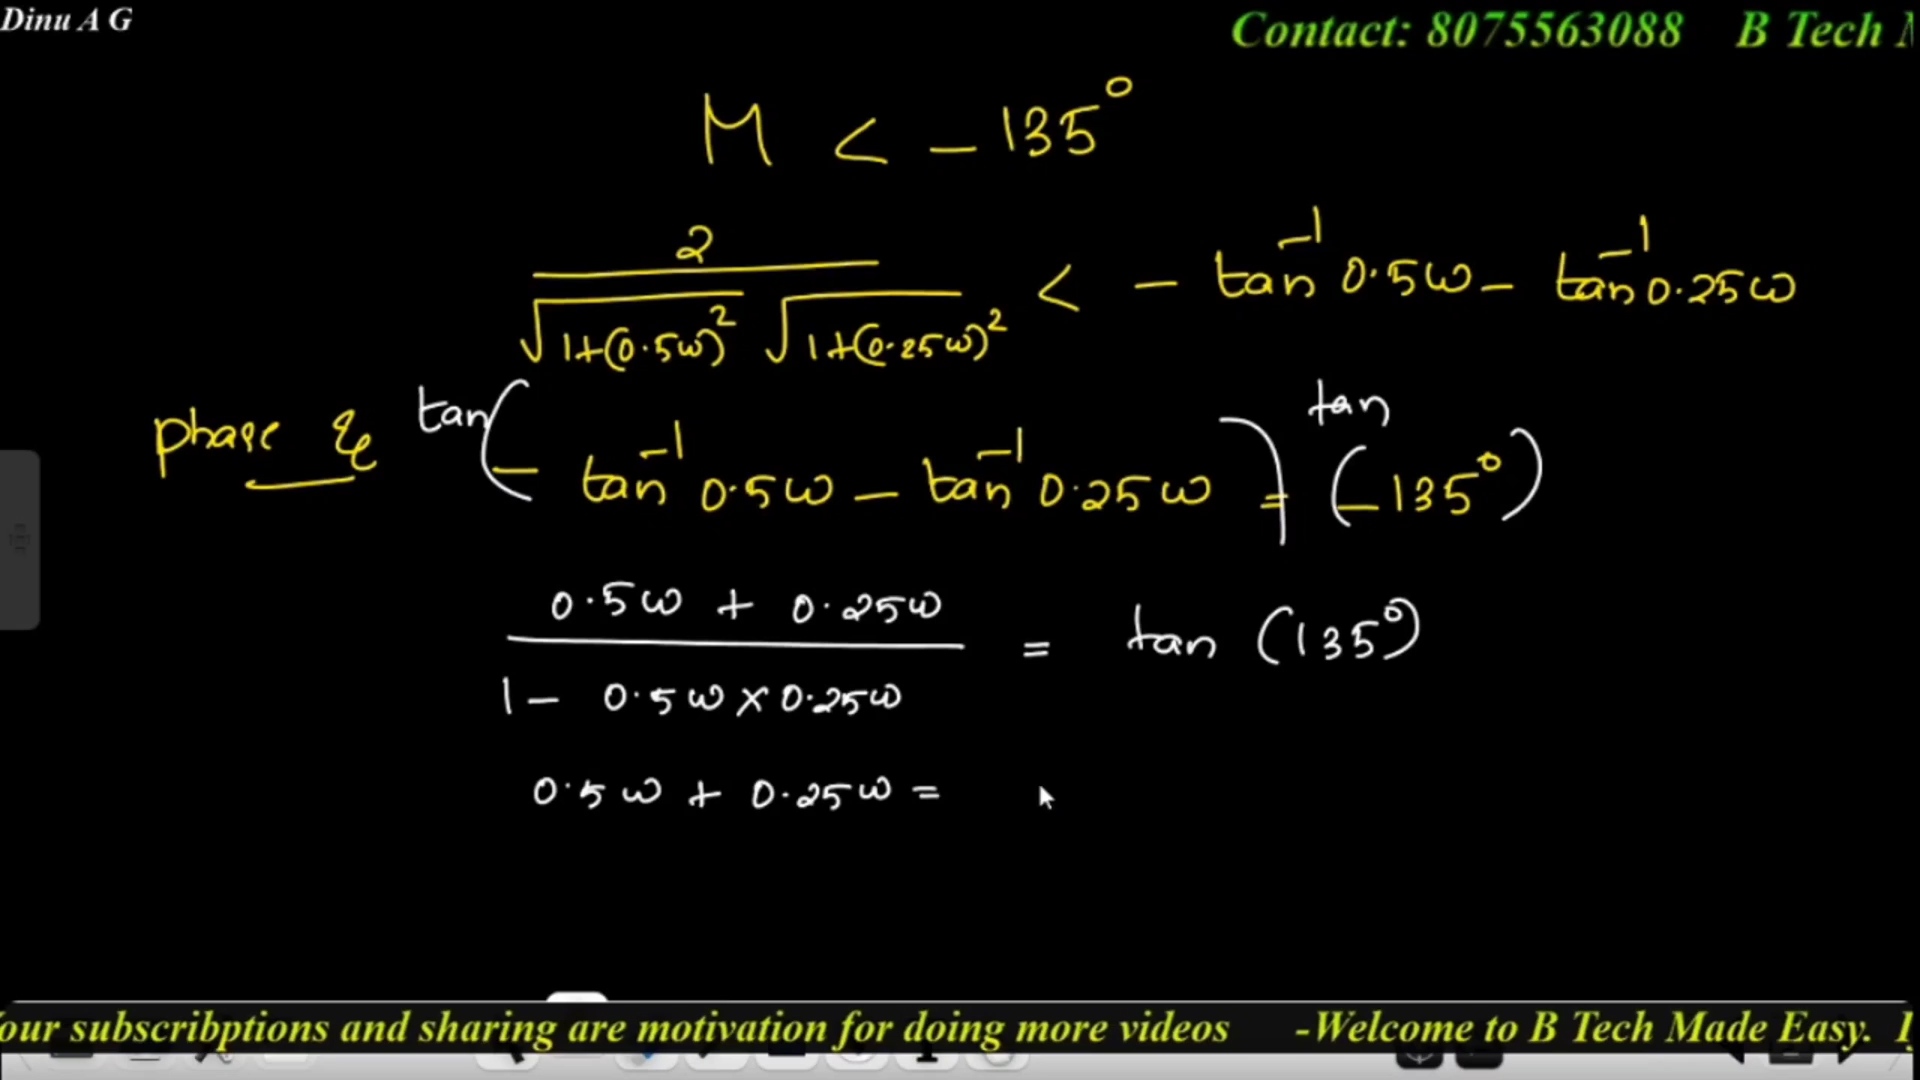 Dinu A G
Contact: 8075563088 B Tech
M < - 135°
2
√1+(0.5ω)² √1+(0.25ω)² < - tan⁻¹ 0.5ω - tan⁻¹ 0.25ω
phase & tan(- tan⁻¹ 0.5ω - tan⁻¹ 0.25ω) = tan(-135°)
0.5ω + 0.25ω
1 - 0.5ω × 0.25ω = tan (135°)
0.5ω + 0.25ω =
our subscribptions and sharing are motivation for doing more videos -Welcome to B Tech Made Easy.